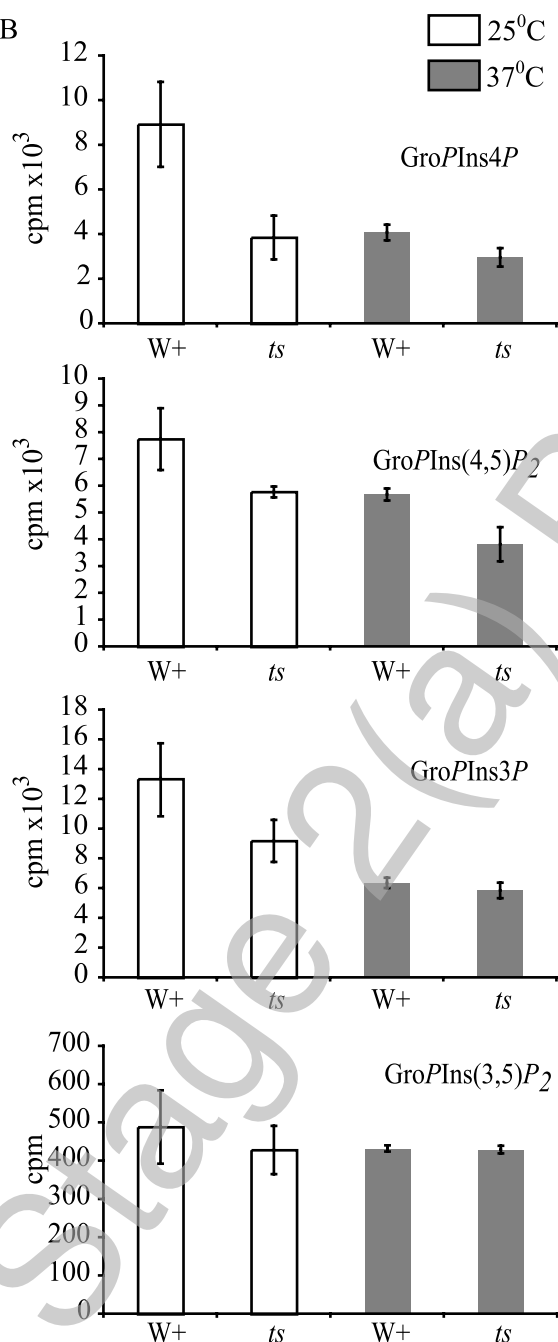 B
25⁰C
37⁰C
12
10
8
6
4
2
0
cpm x10³
GroPIns4P
W+ ts W+ ts
10
9
8
7
6
5
4
3
2
1
0
cpm x10³
GroPIns(4,5)P₂
W+ ts W+ ts
18
16
14
12
10
8
6
4
2
0
cpm x10³
GroPIns3P
W+ ts W+ ts
700
600
500
400
300
200
100
0
cpm
GroPIns(3,5)P₂
W+ ts W+ ts
Stage 2(a)